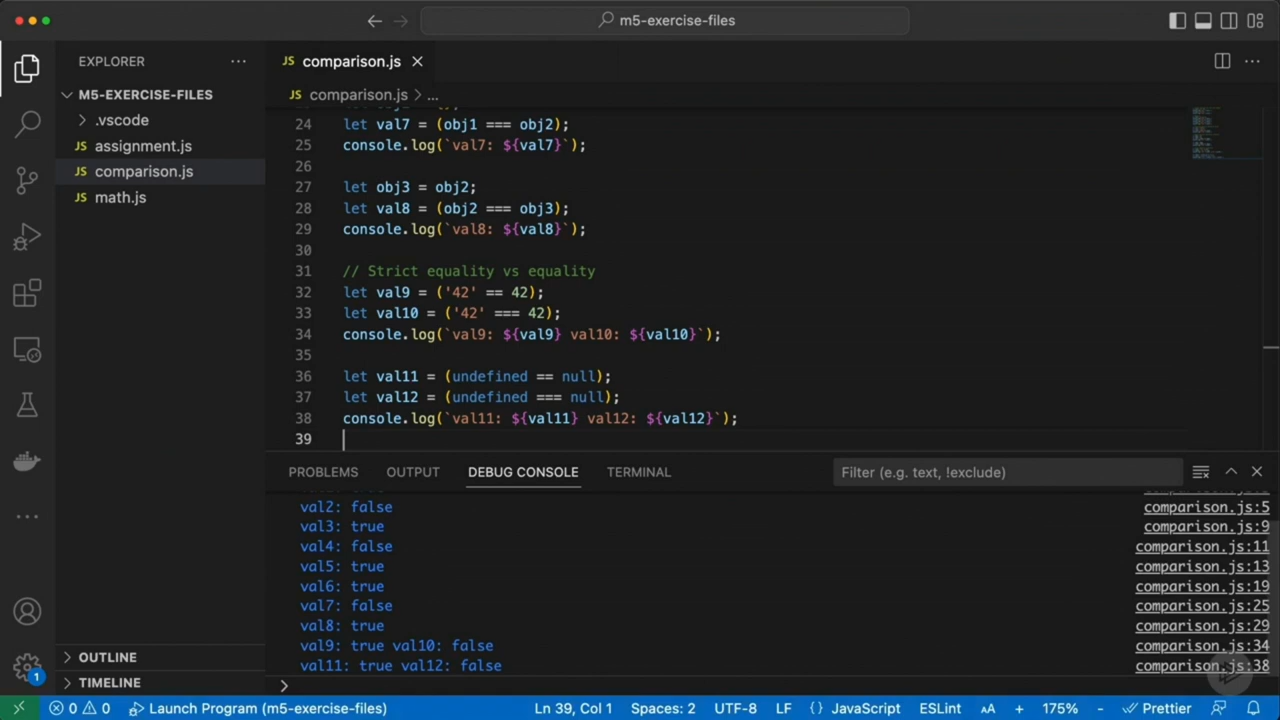 m5-exercise-files
EXPLORER
M5-EXERCISE-FILES
.vscode
JS assignment.js
JS comparison.js
JS math.js
1
OUTLINE
TIMELINE
JS comparison.js
JS comparison.js > ...
24 let val7 = (obj1 === obj2);
25 console.log(`val7: ${val7}`);
26
27 let obj3 = obj2;
28 let val8 = (obj2 === obj3);
29 console.log(`val8: ${val8}`);
30
31 // Strict equality vs equality
32 let val9 = ('42' == 42);
33 let val10 = ('42' === 42);
34 console.log(`val9: ${val9} val10: ${val10}`);
35
36 let val11 = (undefined == null);
37 let val12 = (undefined === null);
38 console.log(`val11: ${val11} val12: ${val12}`);
39
PROBLEMS OUTPUT DEBUG CONSOLE TERMINAL Filter (e.g. text, !exclude)
val2: false comparison.js:5
val3: true comparison.js:9
val4: false comparison.js:11
val5: true comparison.js:13
val6: true comparison.js:19
val7: false comparison.js:25
val8: true comparison.js:29
val9: true val10: false comparison.js:34
val11: true val12: false comparison.js:38
>
0 0 Launch Program (m5-exercise-files) Ln 39, Col 1 Spaces: 2 UTF-8 LF {} JavaScript ESLint AA + 175% - Prettier